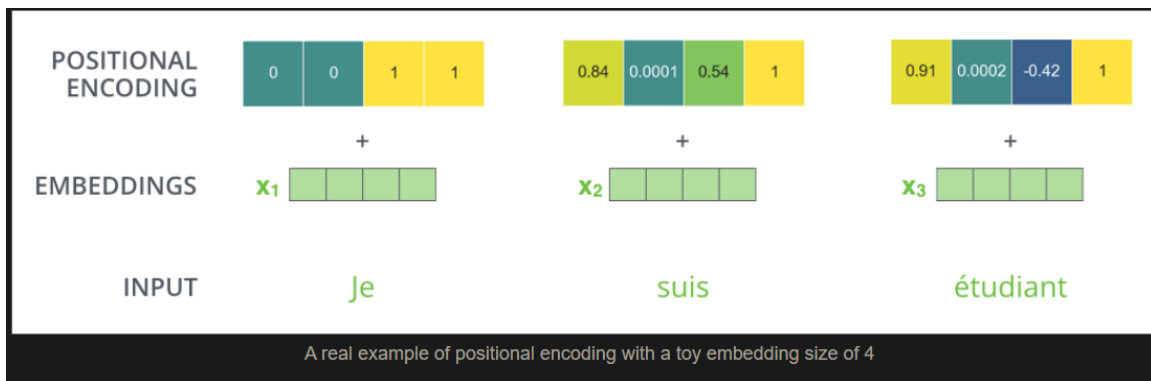 POSITIONAL ENCODING
0 0 1 1
0.84 0.0001 0.54 1
0.91 0.0002 -0.42 1
+ + +
EMBEDDINGS x1 x2 x3
INPUT Je suis étudiant
A real example of positional encoding with a toy embedding size of 4